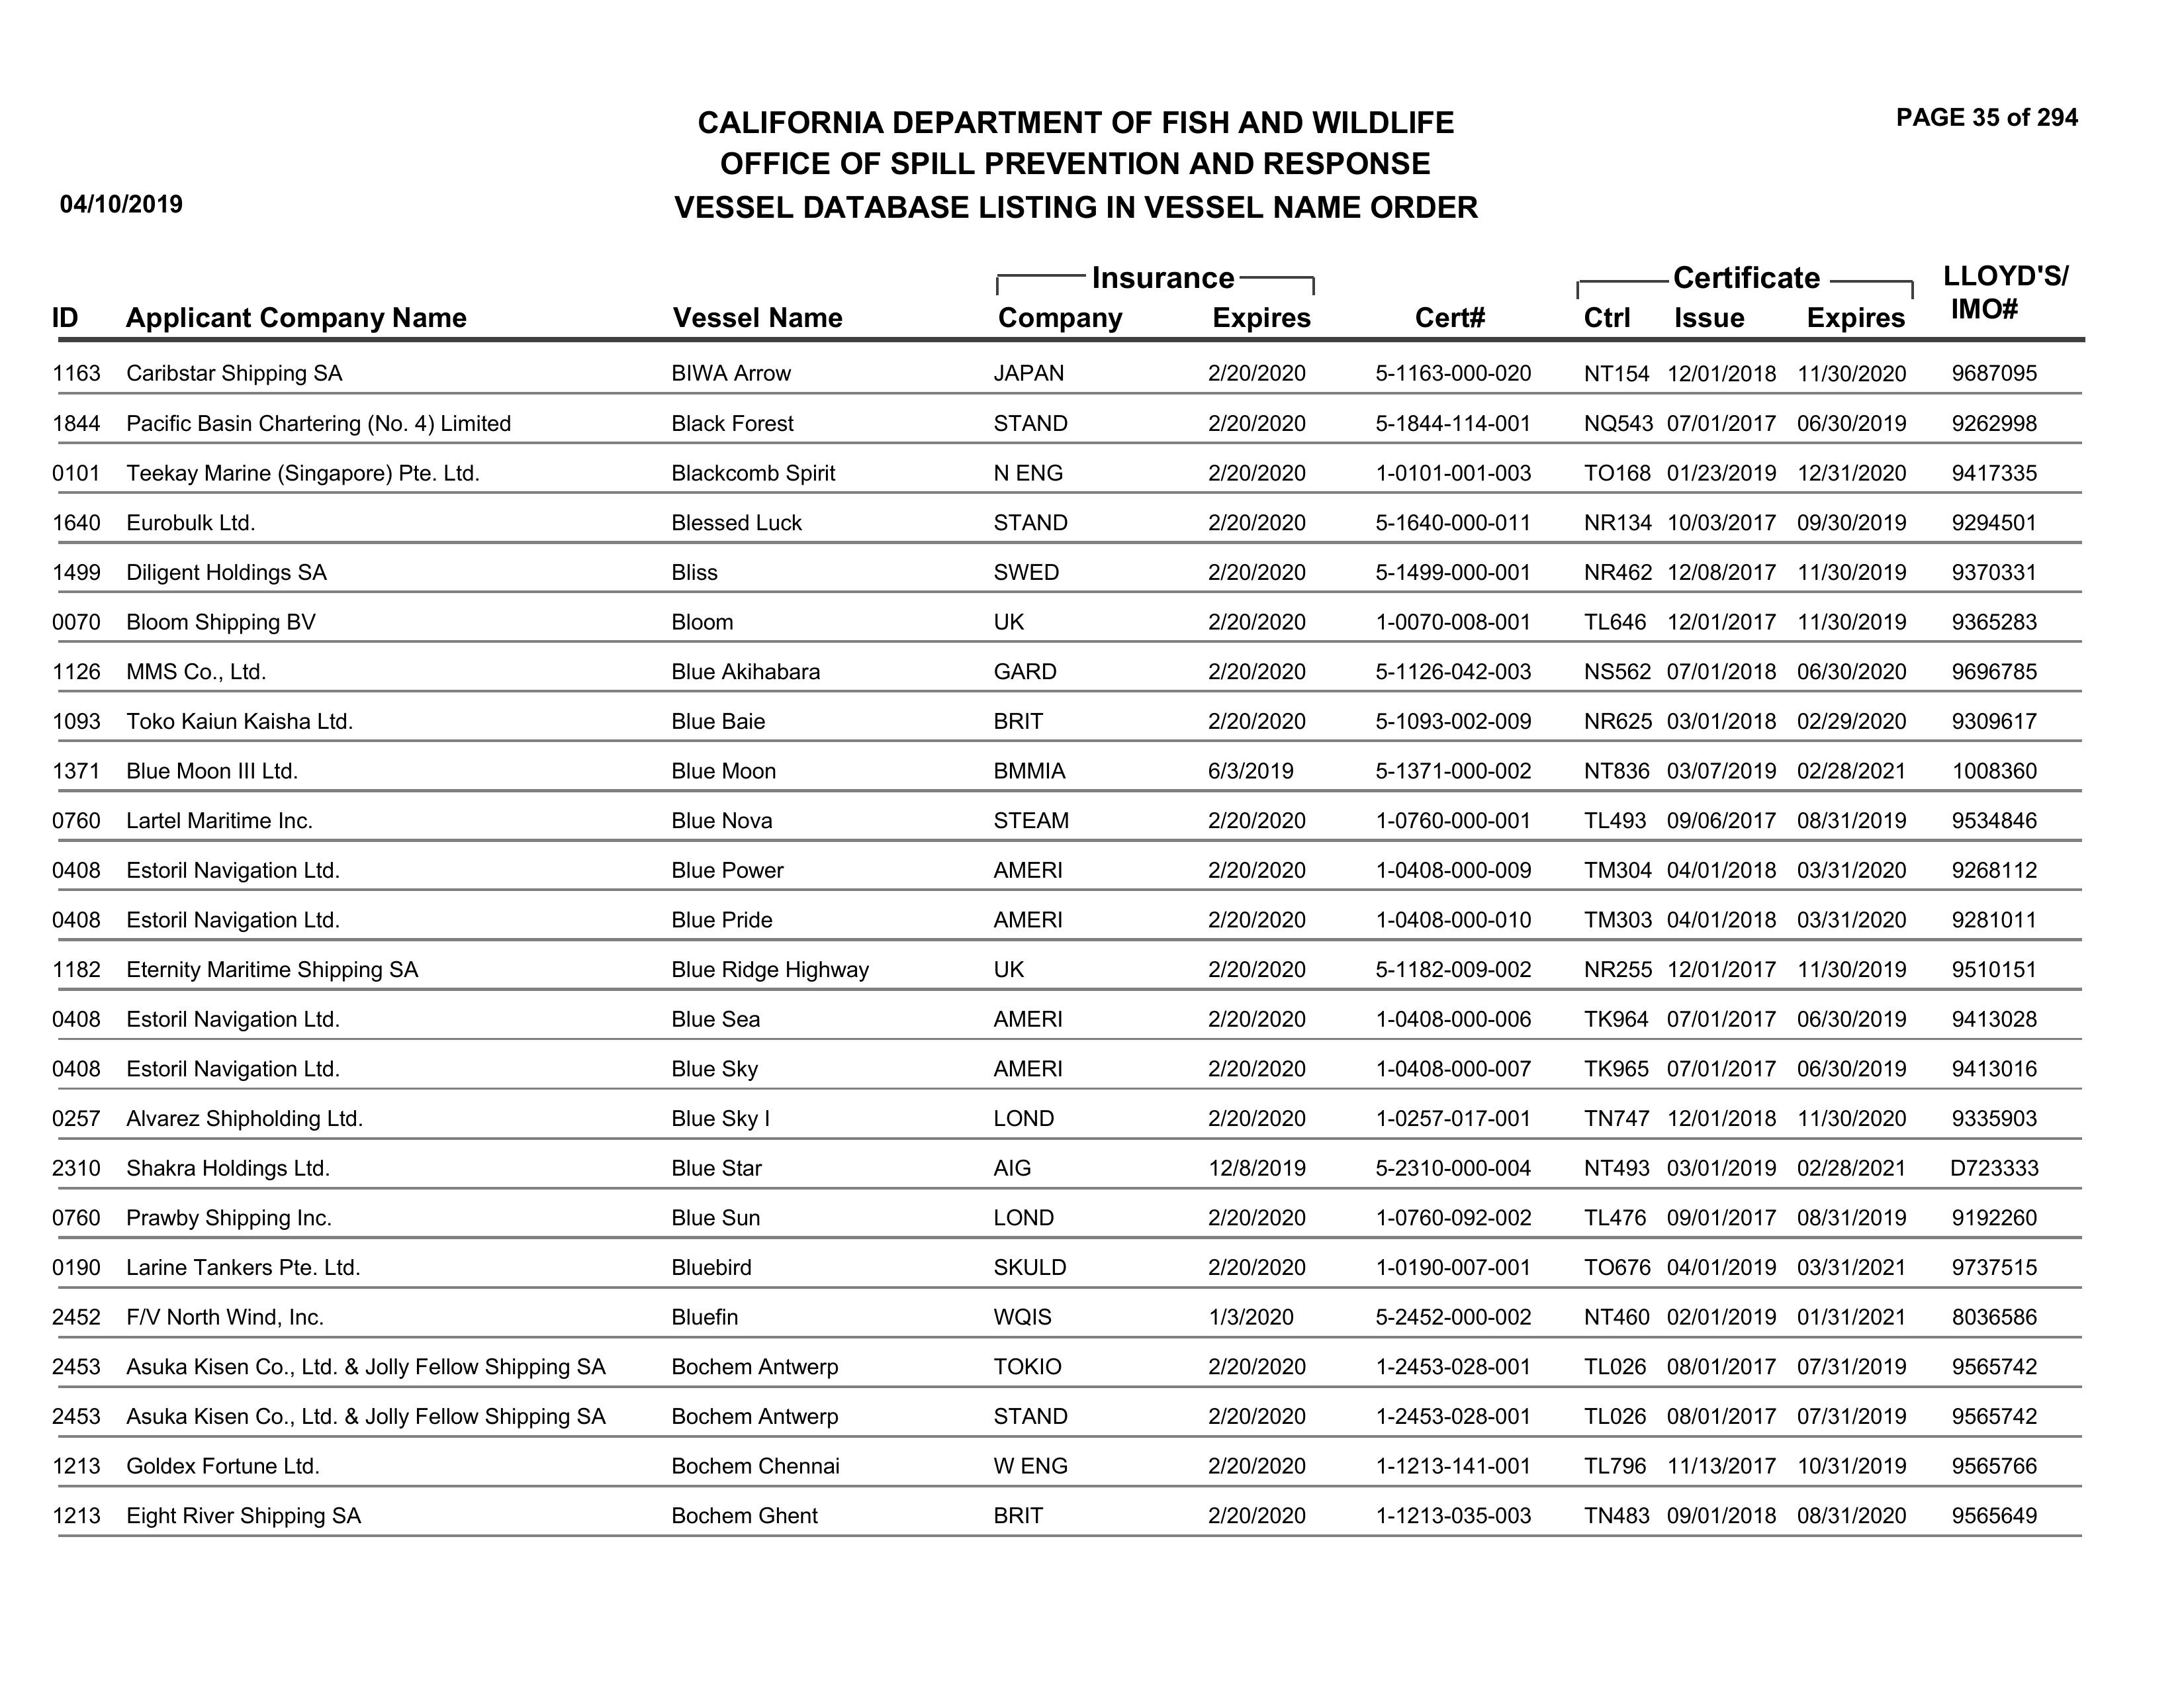 PAGE 35 of 294
CALIFORNIA DEPARTMENT OF FISH AND WILDLIFE
OFFICE OF SPILL PREVENTION AND RESPONSE
04/10/2019 VESSEL DATABASE LISTING IN VESSEL NAME ORDER
Insurance Certificate LLOYD'S/
ID Applicant Company Name Vessel Name Company Expires Cert# Ctrl Issue Expires IMO#
1163 Caribstar Shipping SA BIWA Arrow JAPAN 2/20/2020 5-1163-000-020 NT154 12/01/2018 11/30/2020 9687095
1844 Pacific Basin Chartering (No. 4) Limited Black Forest STAND 2/20/2020 5-1844-114-001 NQ543 07/01/2017 06/30/2019 9262998
0101 Teekay Marine (Singapore) Pte. Ltd. Blackcomb Spirit N ENG 2/20/2020 1-0101-001-003 TO168 01/23/2019 12/31/2020 9417335
1640 Eurobulk Ltd. Blessed Luck STAND 2/20/2020 5-1640-000-011 NR134 10/03/2017 09/30/2019 9294501
1499 Diligent Holdings SA Bliss SWED 2/20/2020 5-1499-000-001 NR462 12/08/2017 11/30/2019 9370331
0070 Bloom Shipping BV Bloom UK 2/20/2020 1-0070-008-001 TL646 12/01/2017 11/30/2019 9365283
1126 MMS Co., Ltd. Blue Akihabara GARD 2/20/2020 5-1126-042-003 NS562 07/01/2018 06/30/2020 9696785
1093 Toko Kaiun Kaisha Ltd. Blue Baie BRIT 2/20/2020 5-1093-002-009 NR625 03/01/2018 02/29/2020 9309617
1371 Blue Moon III Ltd. Blue Moon BMMIA 6/3/2019 5-1371-000-002 NT836 03/07/2019 02/28/2021 1008360
0760 Lartel Maritime Inc. Blue Nova STEAM 2/20/2020 1-0760-000-001 TL493 09/06/2017 08/31/2019 9534846
0408 Estoril Navigation Ltd. Blue Power AMERI 2/20/2020 1-0408-000-009 TM304 04/01/2018 03/31/2020 9268112
0408 Estoril Navigation Ltd. Blue Pride AMERI 2/20/2020 1-0408-000-010 TM303 04/01/2018 03/31/2020 9281011
1182 Eternity Maritime Shipping SA Blue Ridge Highway UK 2/20/2020 5-1182-009-002 NR255 12/01/2017 11/30/2019 9510151
0408 Estoril Navigation Ltd. Blue Sea AMERI 2/20/2020 1-0408-000-006 TK964 07/01/2017 06/30/2019 9413028
0408 Estoril Navigation Ltd. Blue Sky AMERI 2/20/2020 1-0408-000-007 TK965 07/01/2017 06/30/2019 9413016
0257 Alvarez Shipholding Ltd. Blue Sky I LOND 2/20/2020 1-0257-017-001 TN747 12/01/2018 11/30/2020 9335903
2310 Shakra Holdings Ltd. Blue Star AIG 12/8/2019 5-2310-000-004 NT493 03/01/2019 02/28/2021 D723333
0760 Prawby Shipping Inc. Blue Sun LOND 2/20/2020 1-0760-092-002 TL476 09/01/2017 08/31/2019 9192260
0190 Larine Tankers Pte. Ltd. Bluebird SKULD 2/20/2020 1-0190-007-001 TO676 04/01/2019 03/31/2021 9737515
2452 F/V North Wind, Inc. Bluefin WQIS 1/3/2020 5-2452-000-002 NT460 02/01/2019 01/31/2021 8036586
2453 Asuka Kisen Co., Ltd. & Jolly Fellow Shipping SA Bochem Antwerp TOKIO 2/20/2020 1-2453-028-001 TL026 08/01/2017 07/31/2019 9565742
2453 Asuka Kisen Co., Ltd. & Jolly Fellow Shipping SA Bochem Antwerp STAND 2/20/2020 1-2453-028-001 TL026 08/01/2017 07/31/2019 9565742
1213 Goldex Fortune Ltd. Bochem Chennai W ENG 2/20/2020 1-1213-141-001 TL796 11/13/2017 10/31/2019 9565766
1213 Eight River Shipping SA Bochem Ghent BRIT 2/20/2020 1-1213-035-003 TN483 09/01/2018 08/31/2020 9565649